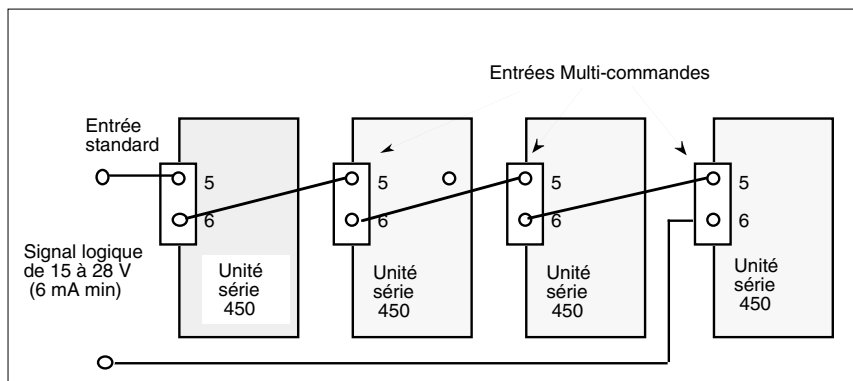 Entrées Multi-commandes
Entrée
standard
5
6
5
6
5
6
5
6
Signal logique
de 15 à 28 V
(6 mA min)
Unité
série
450
Unité
série
450
Unité
série
450
Unité
série
450